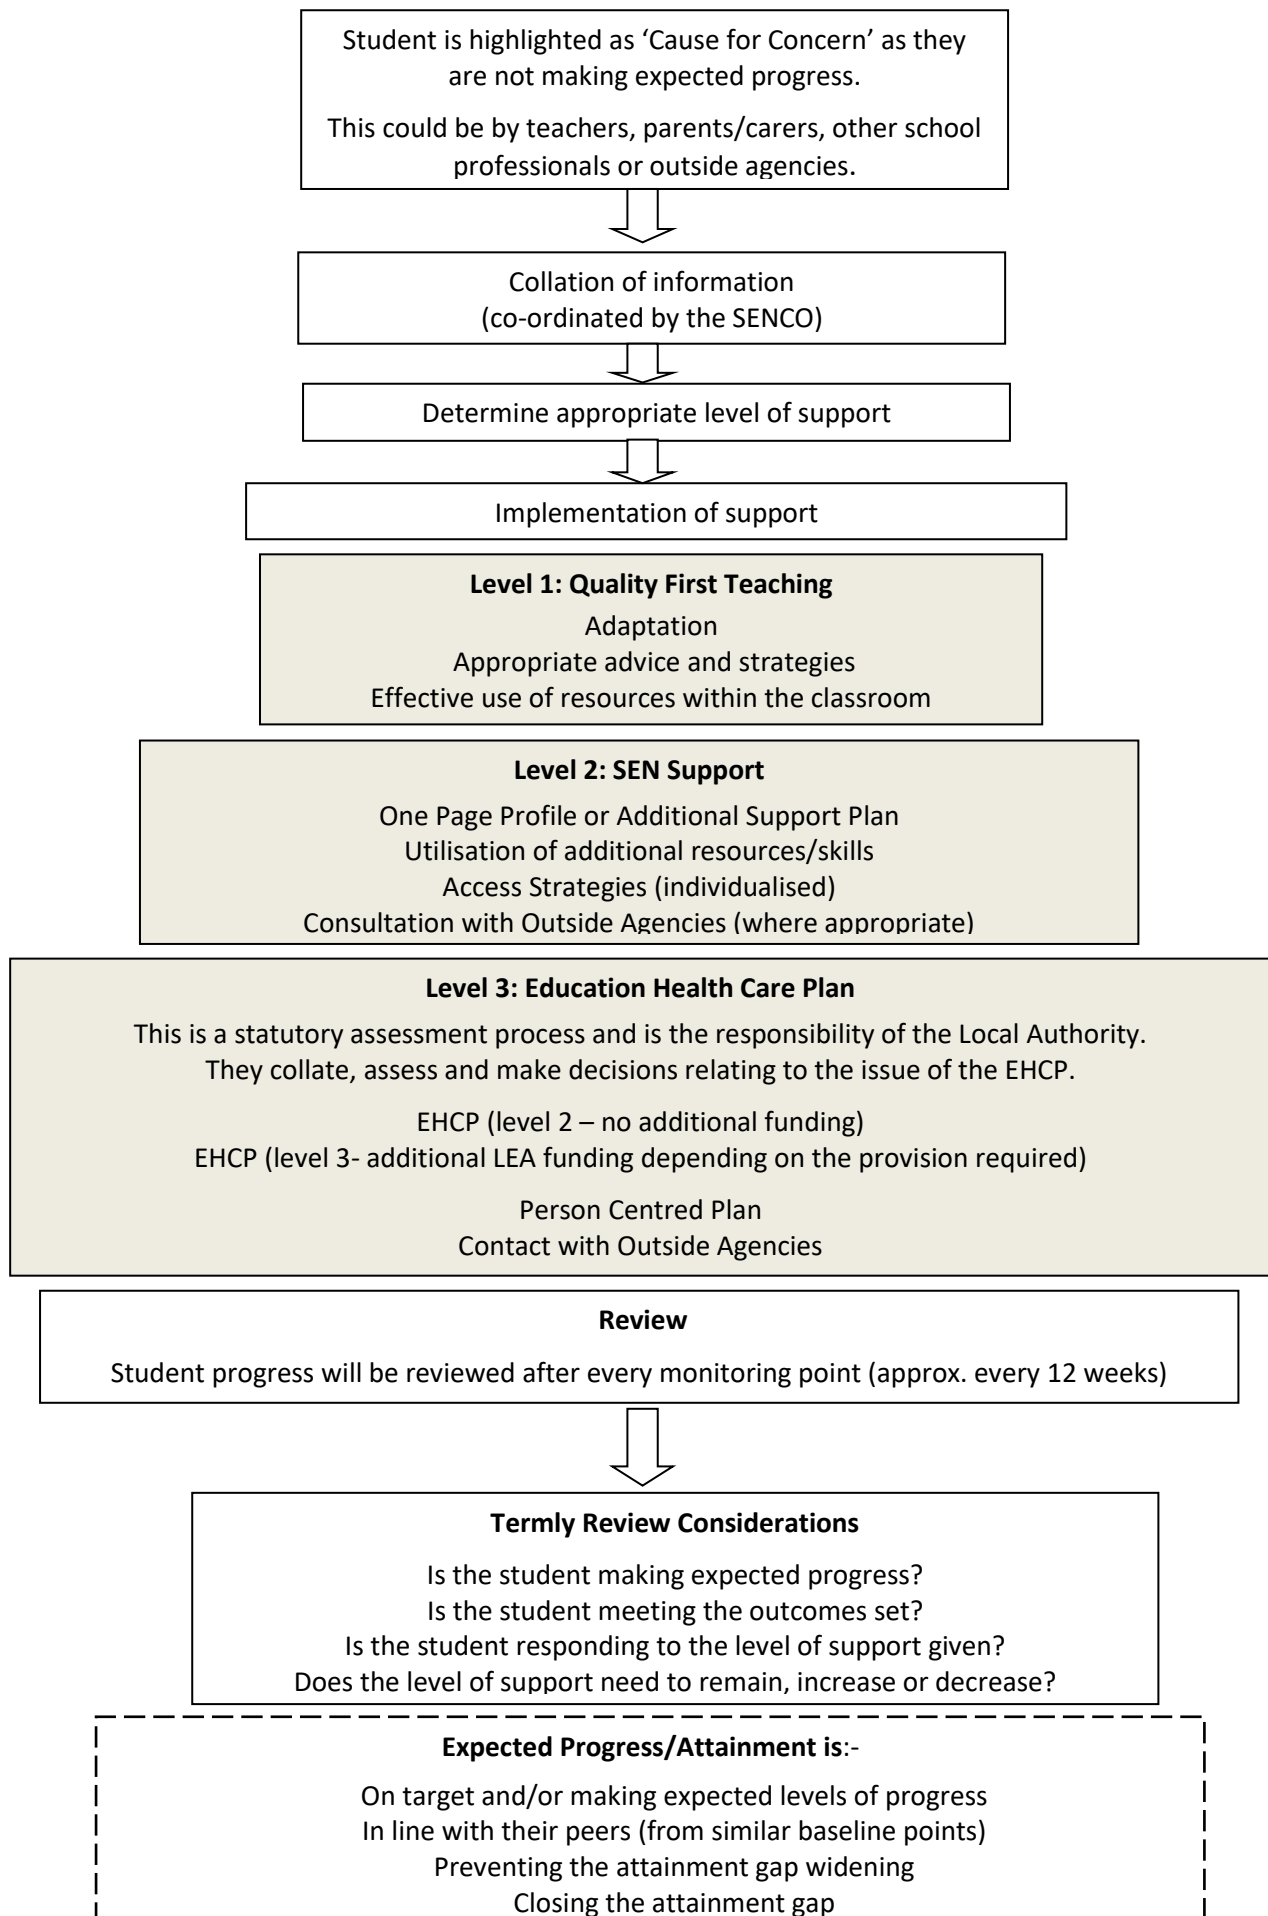 Student is highlighted as ‘Cause for Concern’ as they
are not making expected progress.
This could be by teachers, parents/carers, other school
professionals or outside agencies.
Collation of information
(co-ordinated by the SENCO)
Determine appropriate level of support
Implementation of support
Level 1: Quality First Teaching
Adaptation
Appropriate advice and strategies
Effective use of resources within the classroom
Level 2: SEN Support
One Page Profile or Additional Support Plan
Utilisation of additional resources/skills
Access Strategies (individualised)
Consultation with Outside Agencies (where appropriate)
Level 3: Education Health Care Plan
This is a statutory assessment process and is the responsibility of the Local Authority.
They collate, assess and make decisions relating to the issue of the EHCP.
EHCP (level 2 – no additional funding)
EHCP (level 3- additional LEA funding depending on the provision required)
Person Centred Plan
Contact with Outside Agencies
Review
Student progress will be reviewed after every monitoring point (approx. every 12 weeks)
Termly Review Considerations
Is the student making expected progress?
Is the student meeting the outcomes set?
Is the student responding to the level of support given?
Does the level of support need to remain, increase or decrease?
Expected Progress/Attainment is:-
On target and/or making expected levels of progress
In line with their peers (from similar baseline points)
Preventing the attainment gap widening
Closing the attainment gap